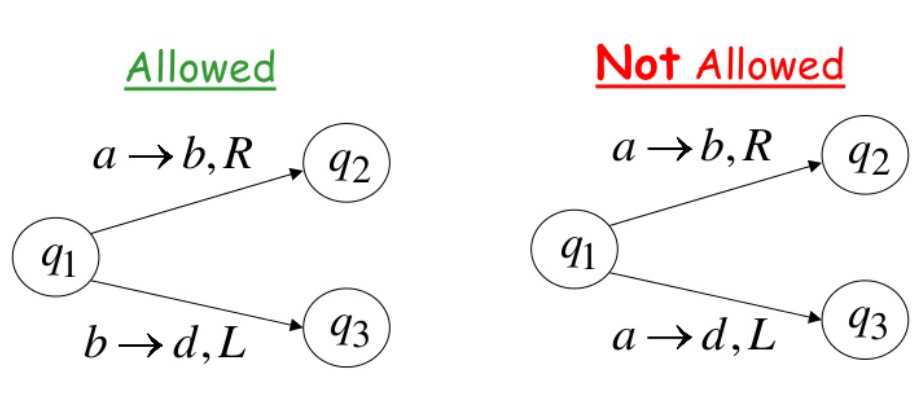 Allowed
a → b, R
q2
q1
b → d, L
q3
Not Allowed
a → b, R
q2
q1
a → d, L
q3